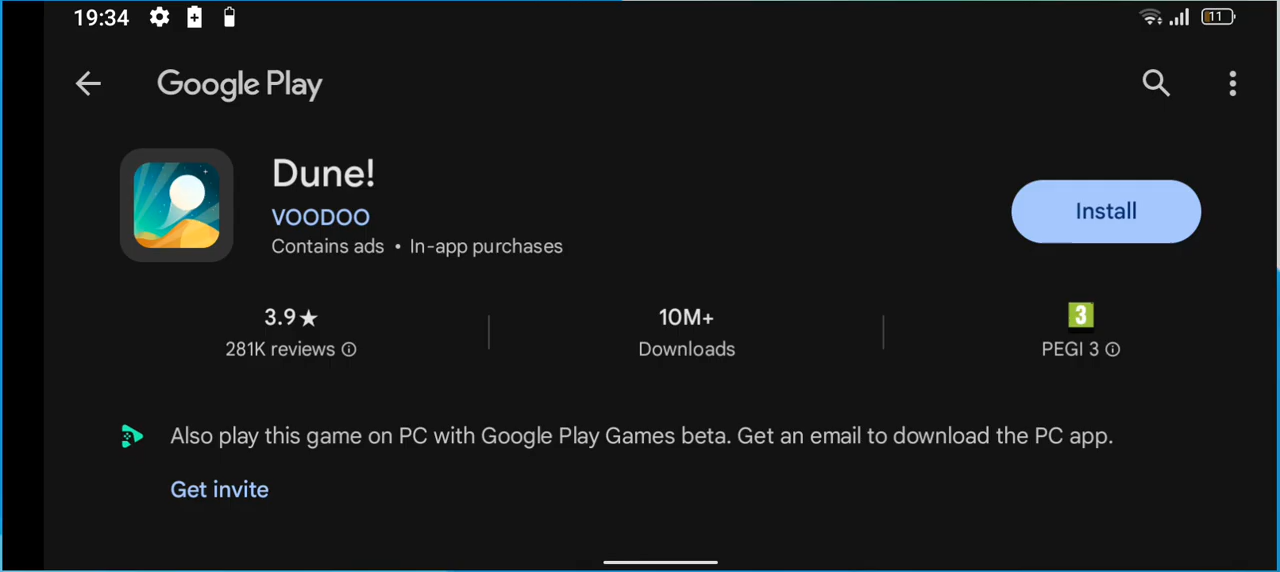 19:34
11
Google Play
Dune!
VOODOO
Contains ads • In-app purchases
Install
3.9★
281K reviews
10M+
Downloads
3
PEGI 3
Also play this game on PC with Google Play Games beta. Get an email to download the PC app.
Get invite